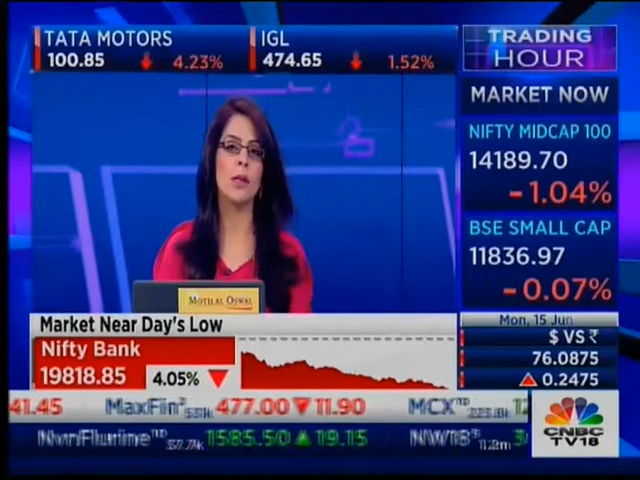 TATA MOTORS
100.85 4.23%
IGL
474.65 1.52%
TRADING
HOUR
MARKET NOW
NIFTY MIDCAP 100
14189.70
-1.04%
BSE SMALL CAP
11836.97
-0.07%
MOTILAL OSWAL
Market Near Day's Low
Nifty Bank
19818.85 4.05%
Mon, 15 Jun
$ VS ₹
76.0875
0.2475
41.45 MaxFin 477.00 11.90 MCX
NvnFlurine 1585.50 19.15 NW18
CNBC
TV18